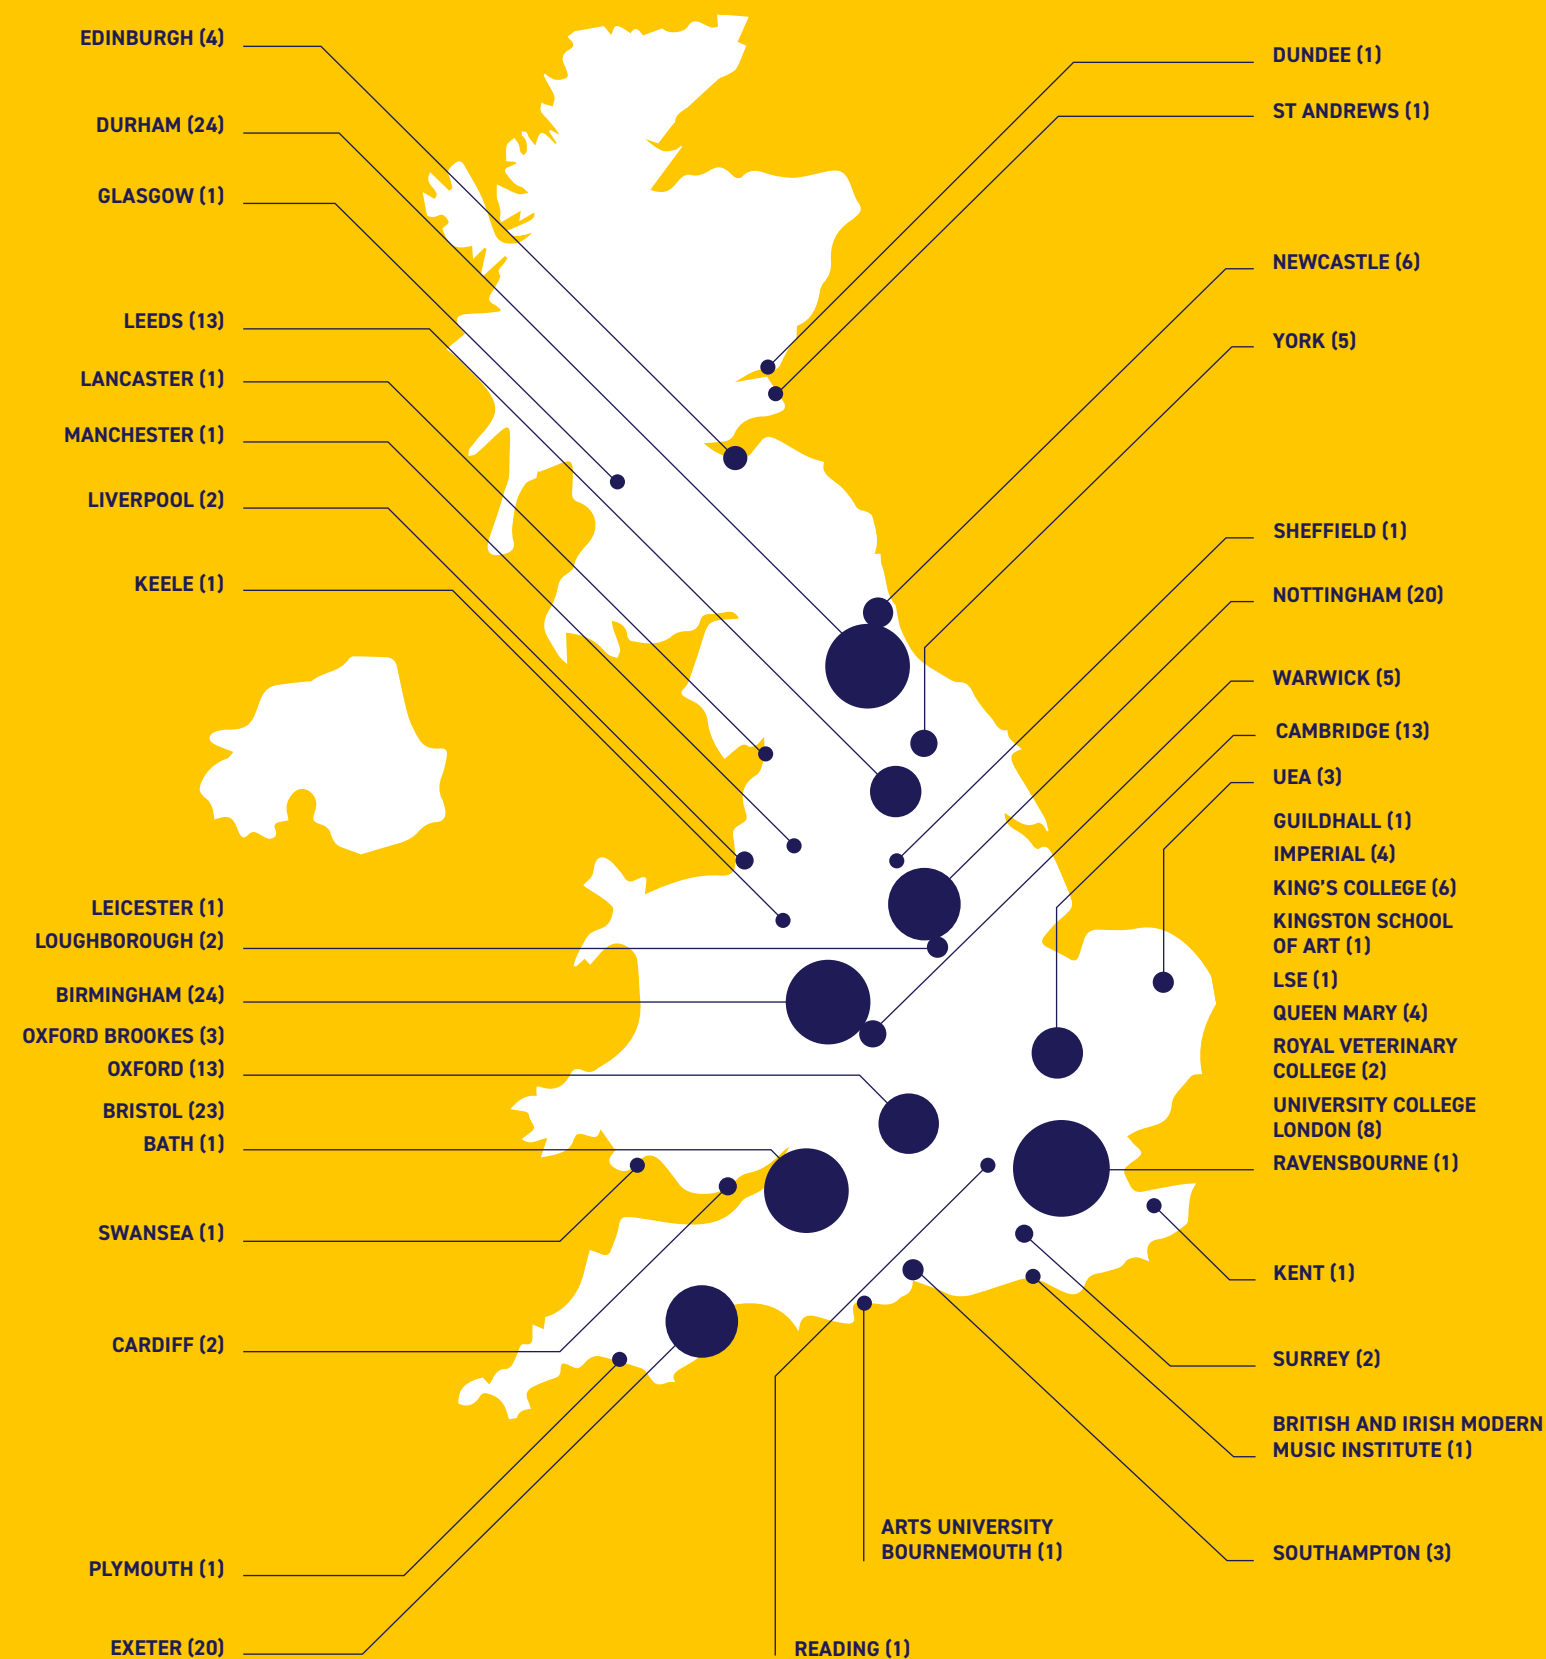 EDINBURGH (4)
DURHAM (24)
GLASGOW (1)
LEEDS (13)
LANCASTER (1)
MANCHESTER (1)
LIVERPOOL (2)
KEELE (1)
LEICESTER (1)
LOUGHBOROUGH (2)
BIRMINGHAM (24)
OXFORD BROOKES (3)
OXFORD (13)
BRISTOL (23)
BATH (1)
SWANSEA (1)
CARDIFF (2)
PLYMOUTH (1)
EXETER (20)
DUNDEE (1)
ST ANDREWS (1)
NEWCASTLE (6)
YORK (5)
SHEFFIELD (1)
NOTTINGHAM (20)
WARWICK (5)
CAMBRIDGE (13)
UEA (3)
GUILDHALL (1)
IMPERIAL (4)
KING'S COLLEGE (6)
KINGSTON SCHOOL
OF ART (1)
LSE (1)
QUEEN MARY (4)
ROYAL VETERINARY
COLLEGE (2)
UNIVERSITY COLLEGE
LONDON (8)
RAVENSBOURNE (1)
KENT (1)
SURREY (2)
BRITISH AND IRISH MODERN
MUSIC INSTITUTE (1)
SOUTHAMPTON (3)
ARTS UNIVERSITY
BOURNEMOUTH (1)
READING (1)